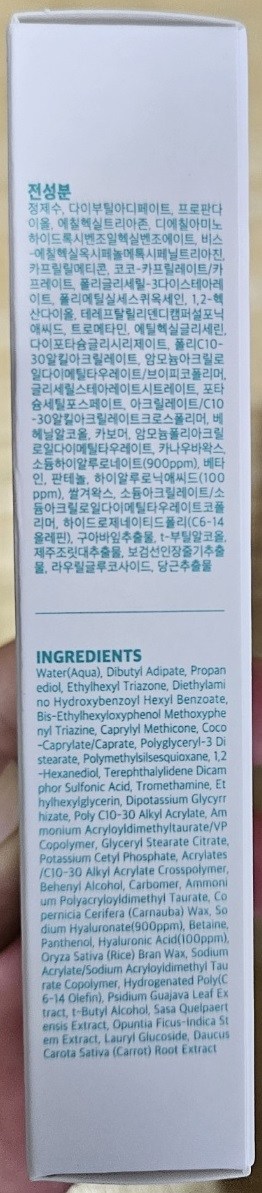 전성분
정제수, 다이부틸아디페이트, 프로판다
이올, 에칠헥실트리아존, 디에칠아미노
하이드록시벤조일헥실벤조에이트, 비스
-에칠헥실옥시페놀메톡시페닐트리아진,
카프릴릴메티콘, 코코-카프릴레이트/카
프레이트, 폴리글리세릴-3다이스테아레
이트, 폴리메틸실세스퀴옥세인, 1,2-헥
산다이올, 테레프탈릴리덴디캠퍼설포닉
애씨드, 트로메타민, 에틸헥실글리세린,
다이포타슘글리시리제이트, 폴리C10-
30알킬아크릴레이트, 암모늄아크릴로
일다이메틸타우레이트/브이피코폴리머,
글리세릴스테아레이트시트레이트, 포타
슘세틸포스페이트, 아크릴레이트/C10
-30알킬아크릴레이트크로스폴리머, 베
헤닐알코올, 카보머, 암모늄폴리아크릴
로일다이메틸타우레이트, 카나우바왁스,
소듐하이알루로네이트(900ppm), 베타
인, 판테놀, 하이알루로닉애씨드(100
ppm), 쌀겨왁스, 소듐아크릴레이트/소
듐아크릴로일다이메틸타우레이트코폴
리머, 하이드로제네이티드폴리(C6-14
올레핀), 구아바잎추출물, t-부틸알코올,
제주조릿대추출물, 보검선인장줄기추출
물, 라우릴글루코사이드, 당근추출물
INGREDIENTS
Water(Aqua), Dibutyl Adipate, Propan
ediol, Ethylhexyl Triazone, Diethylami
no Hydroxybenzoyl Hexyl Benzoate,
Bis-Ethylhexyloxyphenol Methoxyphe
nyl Triazine, Caprylyl Methicone, Coco
-Caprylate/Caprate, Polyglyceryl-3 Di
stearate, Polymethylsilsesquioxane, 1,2
-Hexanediol, Terephthalylidene Dicam
phor Sulfonic Acid, Tromethamine, Et
hylhexylglycerin, Dipotassium Glycyrr
hizate, Poly C10-30 Alkyl Acrylate, Am
monium Acryloyldimethyltaurate/VP
Copolymer, Glyceryl Stearate Citrate,
Potassium Cetyl Phosphate, Acrylates
/C10-30 Alkyl Acrylate Crosspolymer,
Behenyl Alcohol, Carbomer, Ammoni
um Polyacryloyldimethyl Taurate, Co
pernicia Cerifera (Carnauba) Wax, So
dium Hyaluronate(900ppm), Betaine,
Panthenol, Hyaluronic Acid(100ppm),
Oryza Sativa (Rice) Bran Wax, Sodium
Acrylate/Sodium Acryloyldimethyl Tau
rate Copolymer, Hydrogenated Poly(C
6-14 Olefin), Psidium Guajava Leaf Ex
tract, t-Butyl Alcohol, Sasa Quelpaert
ensis Extract, Opuntia Ficus-Indica St
em Extract, Lauryl Glucoside, Daucus
Carota Sativa (Carrot) Root Extract